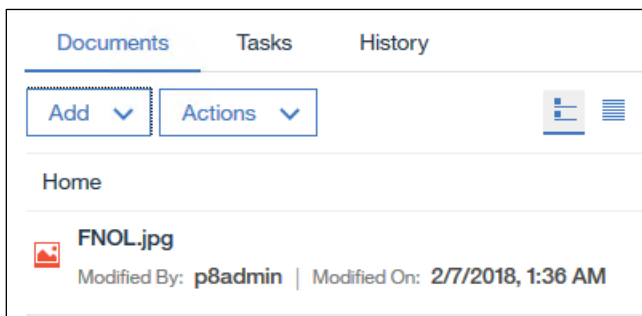 Documents Tasks History
Add Actions
Home
FNOL.jpg
Modified By: p8admin | Modified On: 2/7/2018, 1:36 AM